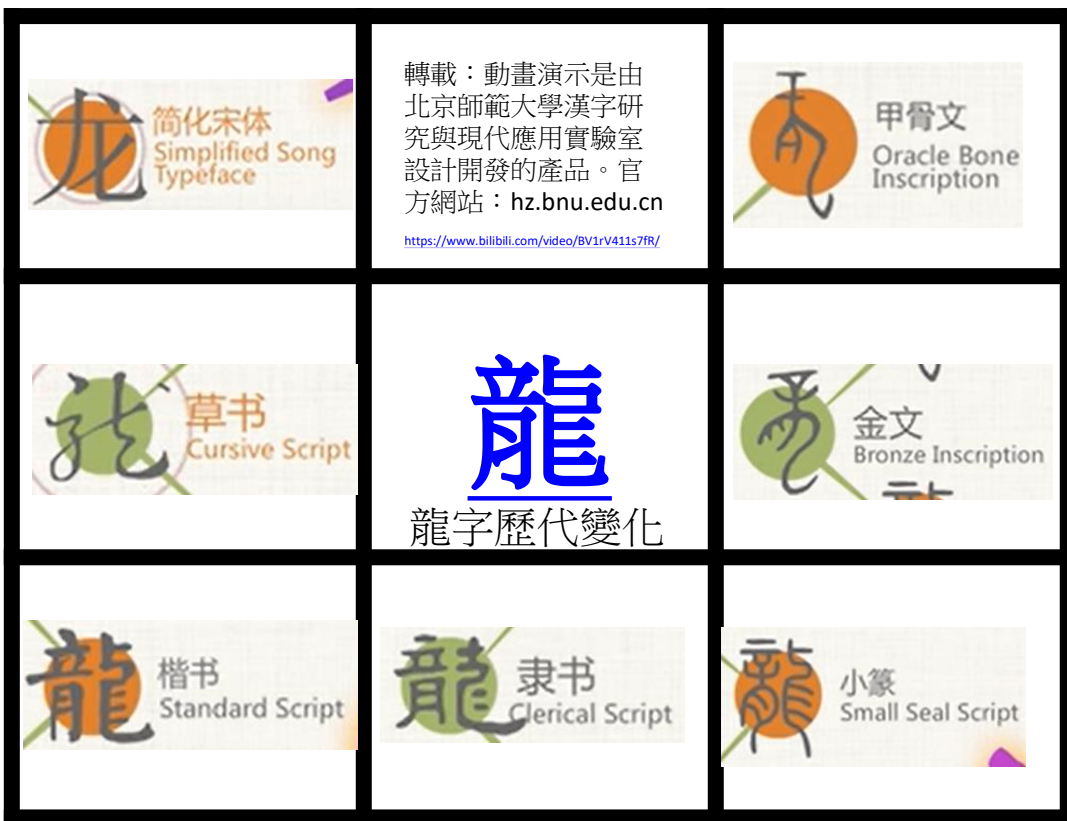 龙
简化宋体
Simplified Song
Typeface
轉載：動畫演示是由
北京師範大學漢字研
究與現代應用實驗室
設計開發的產品。官
方網站：hz.bnu.edu.cn
https://www.bilibili.com/video/BV1rV411s7fR/
甲骨文
Oracle Bone
Inscription
草书
Cursive Script
龍
龍字歷代變化
金文
Bronze Inscription
龍
楷书
Standard Script
龍
隶书
Clerical Script
龍
小篆
Small Seal Script